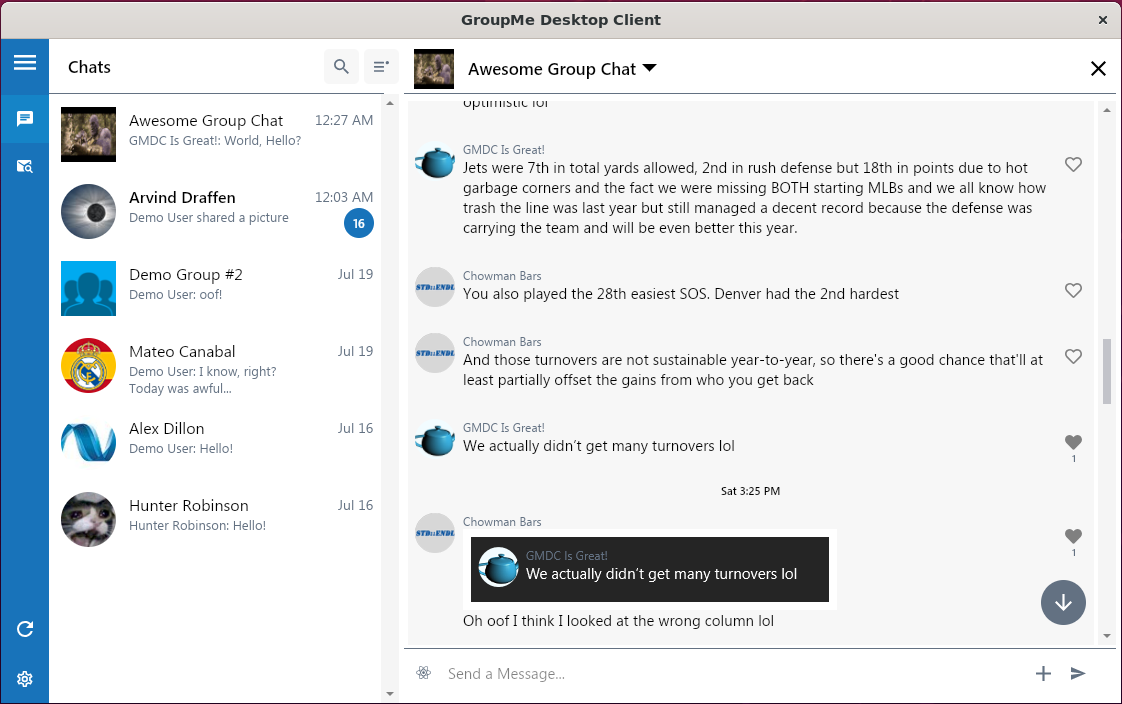 GroupMe Desktop Client
Chats
Awesome Group Chat
12:27 AM
GMDC Is Great!: World, Hello?
Arvind Draffen
12:03 AM
Demo User shared a picture
16
Demo Group #2
Jul 19
Demo User: oof!
Mateo Canabal
Jul 19
Demo User: I know, right?
Today was awful...
Alex Dillon
Jul 16
Demo User: Hello!
Hunter Robinson
Jul 16
Hunter Robinson: Hello!
Awesome Group Chat
optimistic lol
GMDC Is Great!
Jets were 7th in total yards allowed, 2nd in rush defense but 18th in points due to hot
garbage corners and the fact we were missing BOTH starting MLBs and we all know how
trash the line was last year but still managed a decent record because the defense was
carrying the team and will be even better this year.
STD::ENDL
Chowman Bars
You also played the 28th easiest SOS. Denver had the 2nd hardest
STD::ENDL
Chowman Bars
And those turnovers are not sustainable year-to-year, so there's a good chance that'll at
least partially offset the gains from who you get back
GMDC Is Great!
We actually didn’t get many turnovers lol
1
Sat 3:25 PM
STD::ENDL
Chowman Bars
GMDC Is Great!
We actually didn’t get many turnovers lol
1
Oh oof I think I looked at the wrong column lol
Send a Message...